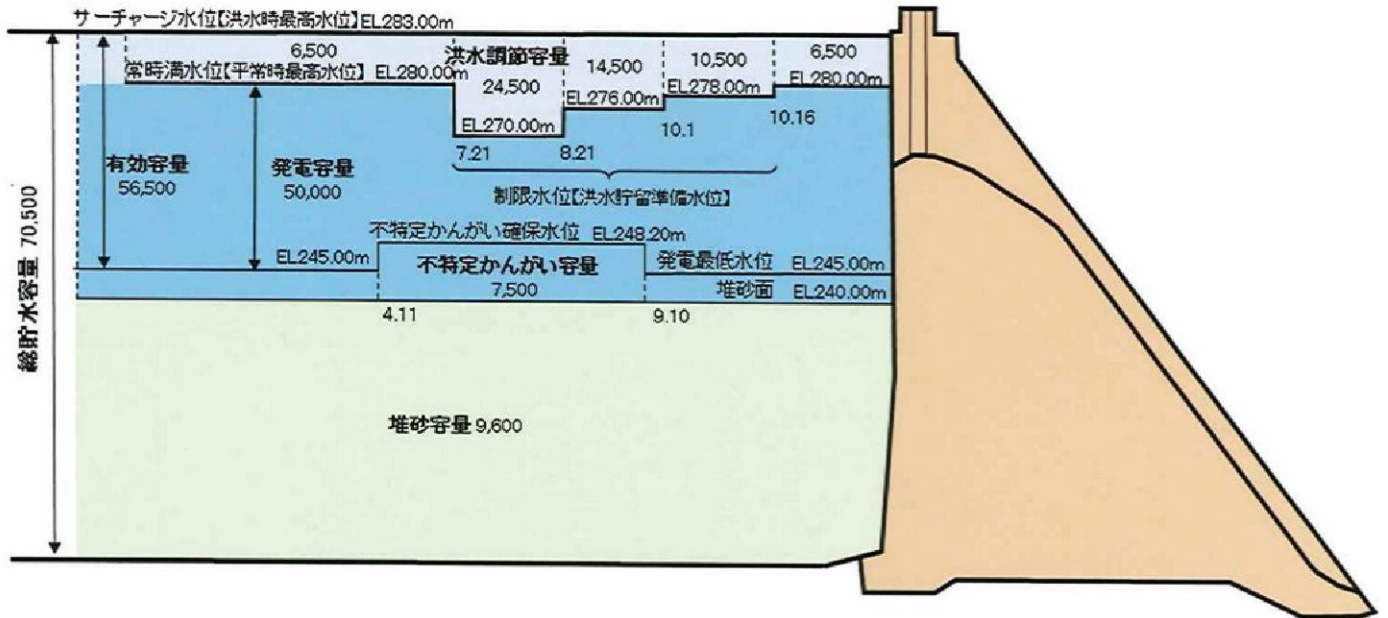 サーチャージ水位【洪水時最高水位】EL283.00m
6,500
洪水調節容量
14,500
10,500
6,500
常時満水位【平常時最高水位】 EL280.00m
24,500
EL276.00m
EL278.00m
EL280.00m
EL270.00m
10.1
10.16
7.21
8.21
有効容量
56,500
発電容量
50,000
制限水位【洪水貯留準備水位】
総貯水容量 70,500
不特定かんがい確保水位 EL248.20m
EL245.00m
不特定かんがい容量
7,500
発電最低水位 EL245.00m
堆砂面 EL240.00m
4.11
9.10
堆砂容量 9,600